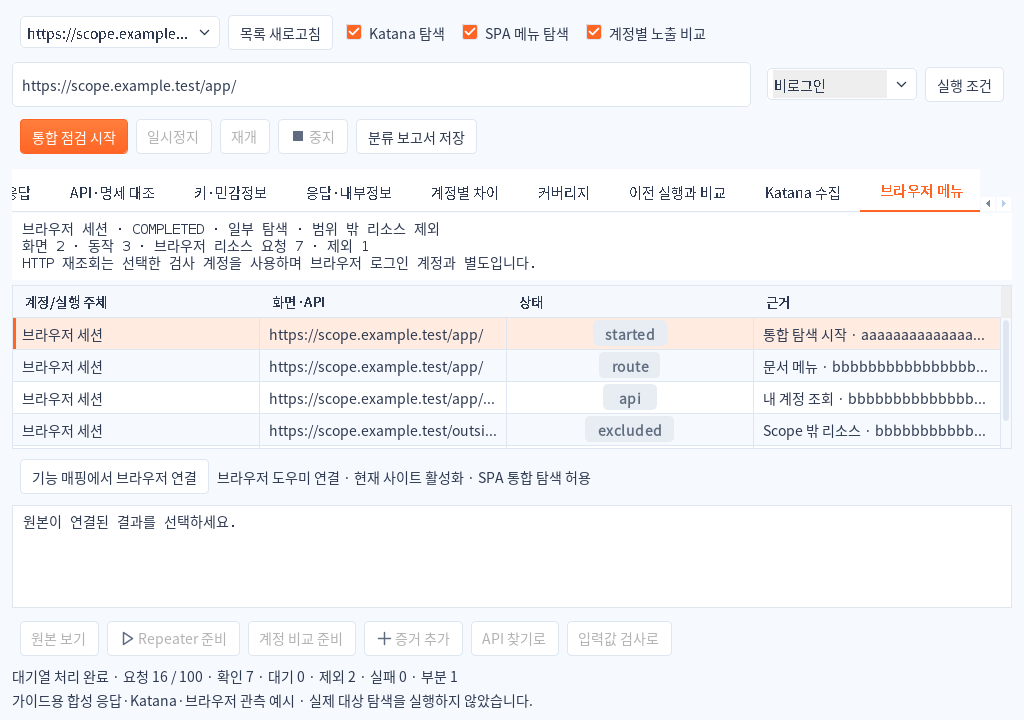 https://scope.example... 목록 새로고침 Katana 탐색 SPA 메뉴 탐색 계정별 노출 비교
https://scope.example.test/app/ 비로그인 실행 조건
통합 점검 시작 일시정지 재개 중지 분류 보고서 저장
응답 API·명세 대조 키·민감정보 응답·내부정보 계정별 차이 커버리지 이전 실행과 비교 Katana 수집 브라우저 메뉴
브라우저 세션 · COMPLETED · 일부 탐색 · 범위 밖 리소스 제외
화면 2 · 동작 3 · 브라우저 리소스 요청 7 · 제외 1
HTTP 재조회는 선택한 검사 계정을 사용하며 브라우저 로그인 계정과 별도입니다.
계정/실행 주체 화면·API 상태 근거
브라우저 세션 https://scope.example.test/app/ started 통합 탐색 시작 · aaaaaaaaaaaaaa...
브라우저 세션 https://scope.example.test/app/ route 문서 메뉴 · bbbbbbbbbbbbbbbb...
브라우저 세션 https://scope.example.test/app/... api 내 계정 조회 · bbbbbbbbbbbbbb...
브라우저 세션 https://scope.example.test/outsi... excluded Scope 밖 리소스 · bbbbbbbbbbb...
기능 매핑에서 브라우저 연결 브라우저 도우미 연결 · 현재 사이트 활성화 · SPA 통합 탐색 허용
원본이 연결된 결과를 선택하세요.
원본 보기 Repeater 준비 계정 비교 준비 증거 추가 API 찾기로 입력값 검사로
대기열 처리 완료 · 요청 16 / 100 · 확인 7 · 대기 0 · 제외 2 · 실패 0 · 부분 1
가이드용 합성 응답·Katana·브라우저 관측 예시 · 실제 대상 탐색을 실행하지 않았습니다.